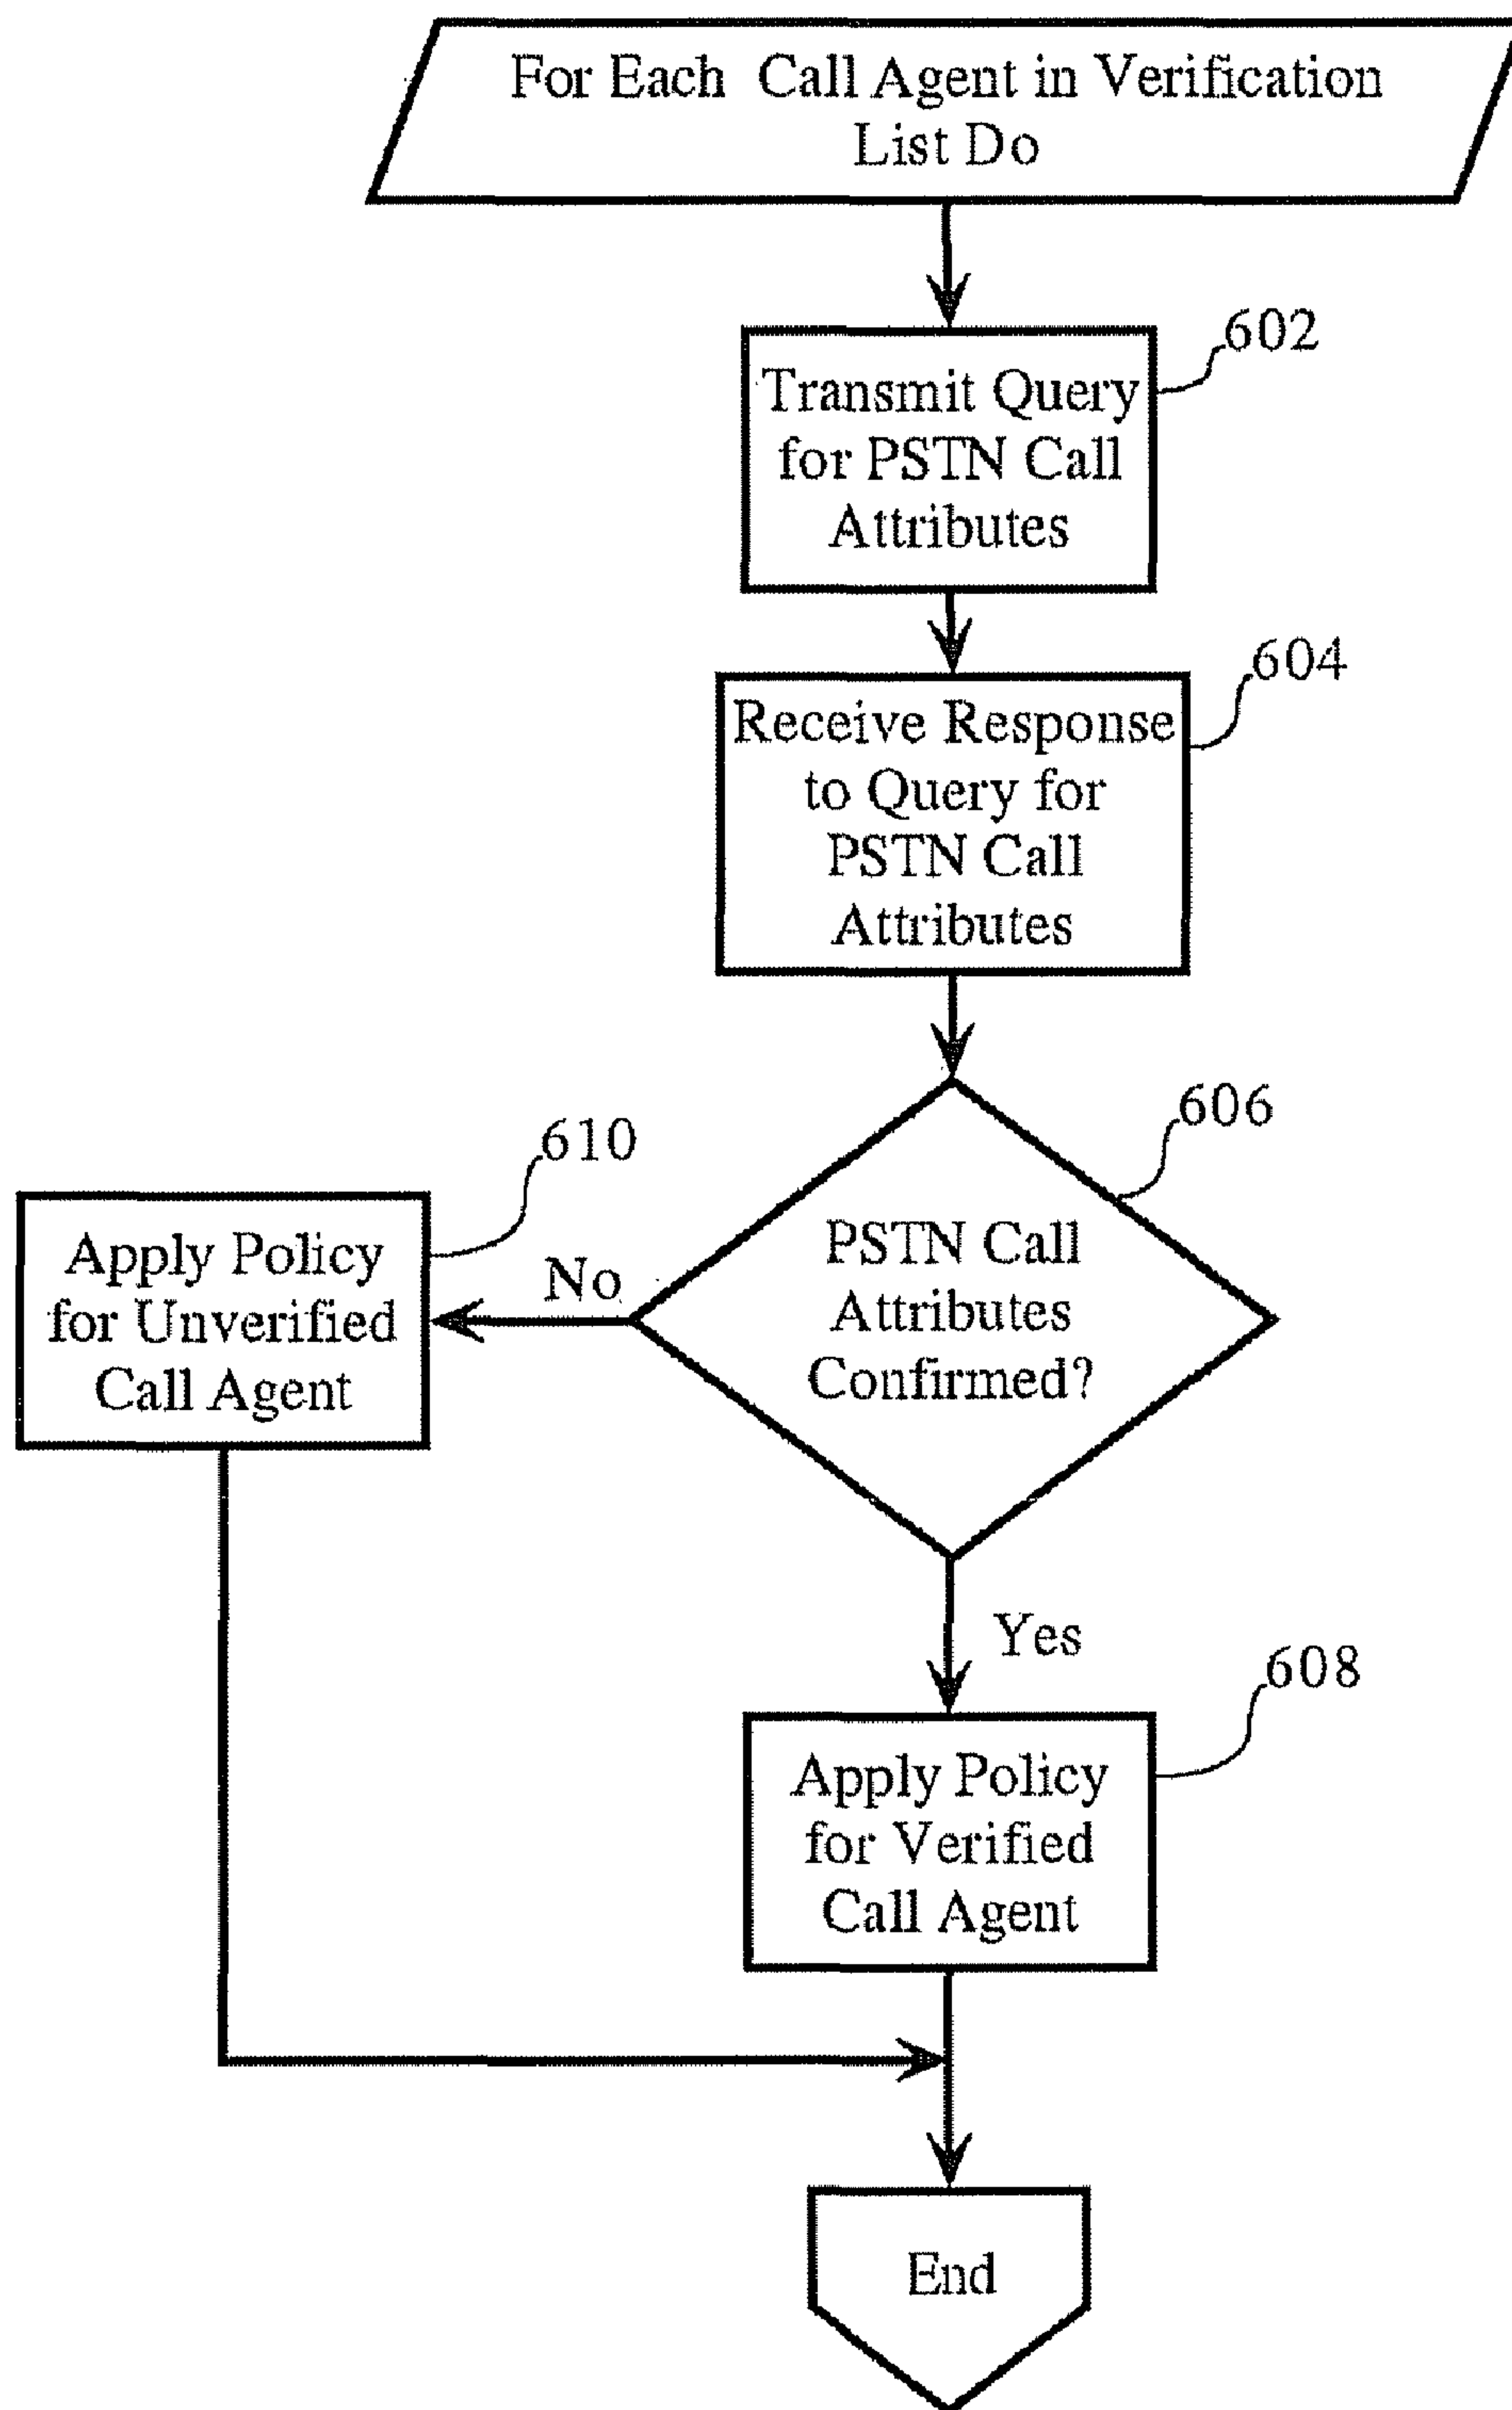 For Each Call Agent in Verification
List Do
602
Transmit Query
for PSTN Call
Attributes
604
Receive Response
to Query for
PSTN Call
Attributes
606
PSTN Call
Attributes
Confirmed?
610
No
Apply Policy
for Unverified
Call Agent
Yes
608
Apply Policy
for Verified
Call Agent
End